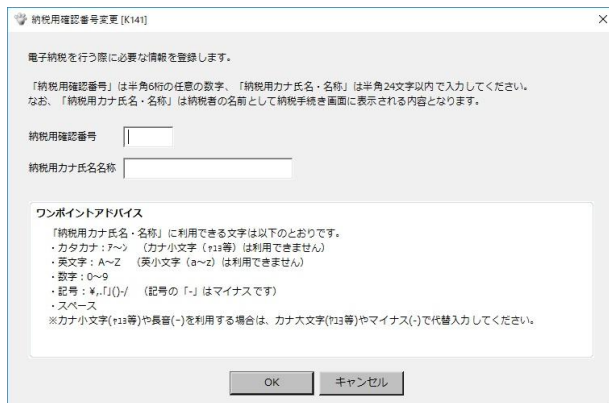 納税用確認番号変更 [K141]
電子納税を行う際に必要な情報を登録します。
「納税用確認番号」は半角6桁の任意の数字、「納税用カナ氏名・名称」は半角24文字以内で入力してください。
なお、「納税用カナ氏名・名称」は納税者の名前として納税手続き画面に表示される内容となります。
納税用確認番号
納税用カナ氏名名称
ワンポイントアドバイス
「納税用カナ氏名・名称」に利用できる文字は以下のとおりです。
・カタカナ：ｱ～ﾝ （カナ小文字（ｬｭｮ等）は利用できません）
・英文字：A～Z （英小文字（a～z）は利用できません）
・数字：0～9
・記号：¥,.｢｣()-/ （記号の「-」はマイナスです）
・スペース
※カナ小文字(ｬｭｮ等)や長音(ｰ)を利用する場合は、カナ大文字(ﾔﾕﾖ等)やマイナス(-)で代替入力してください。
OK
キャンセル